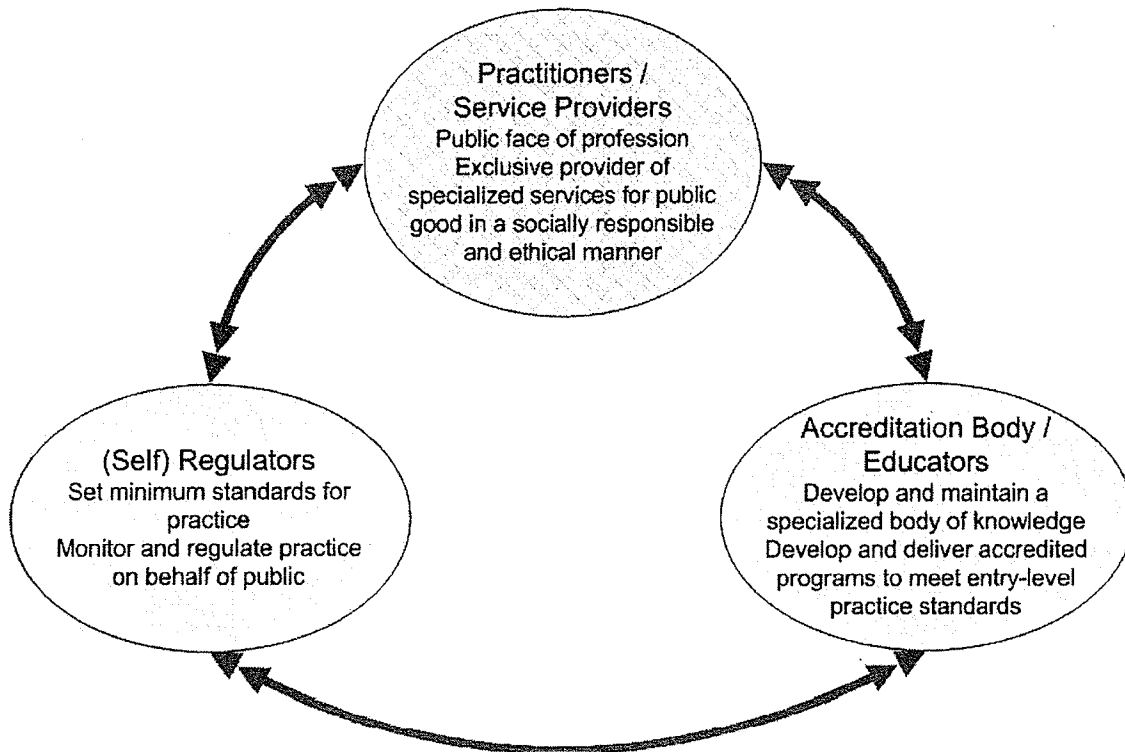 Practitioners /
Service Providers
Public face of profession
Exclusive provider of
specialized services for public
good in a socially responsible
and ethical manner
(Self) Regulators
Set minimum standards for
practice
Monitor and regulate practice
on behalf of public
Accreditation Body /
Educators
Develop and maintain a
specialized body of knowledge
Develop and deliver accredited
programs to meet entry-level
practice standards